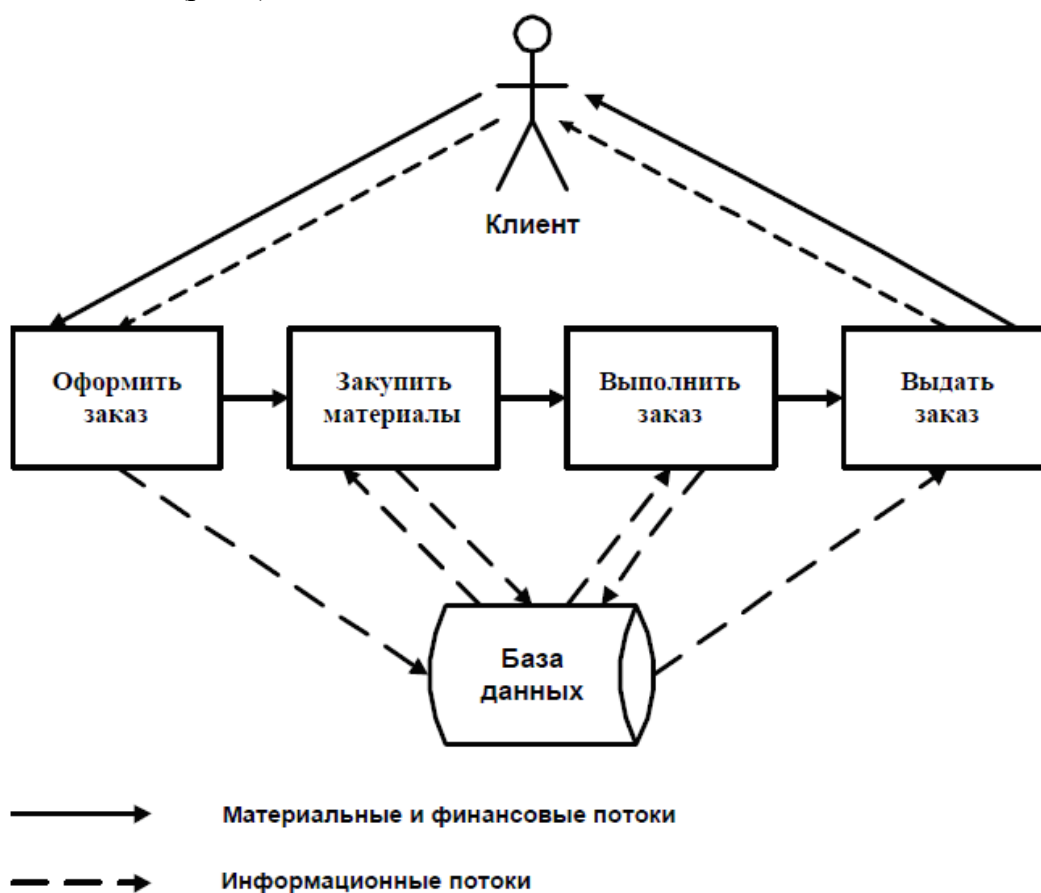 Клиент
Оформить
заказ
Закупить
материалы
Выполнить
заказ
Выдать
заказ
База
данных
Материальные и финансовые потоки
Информационные потоки